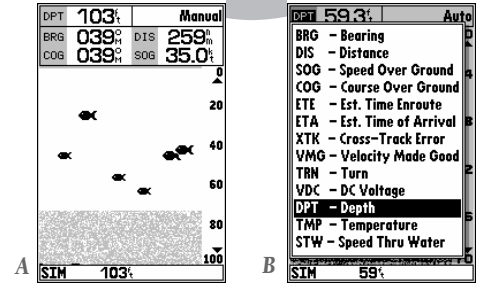 DPT 103ft Manual
BRG 039°M DIS 259nm
COG 039°M SOG 35.0kt
0
20
40
60
80
100
SIM 103ft
A
DPT 59.3ft Auto
BRG – Bearing
DIS – Distance
SOG – Speed Over Ground
COG – Course Over Ground
ETE – Est. Time Enroute
ETA – Est. Time of Arrival
XTK – Cross-Track Error
VMG – Velocity Made Good
TRN – Turn
VDC – DC Voltage
DPT – Depth
TMP – Temperature
STW – Speed Thru Water
SIM 59ft
B